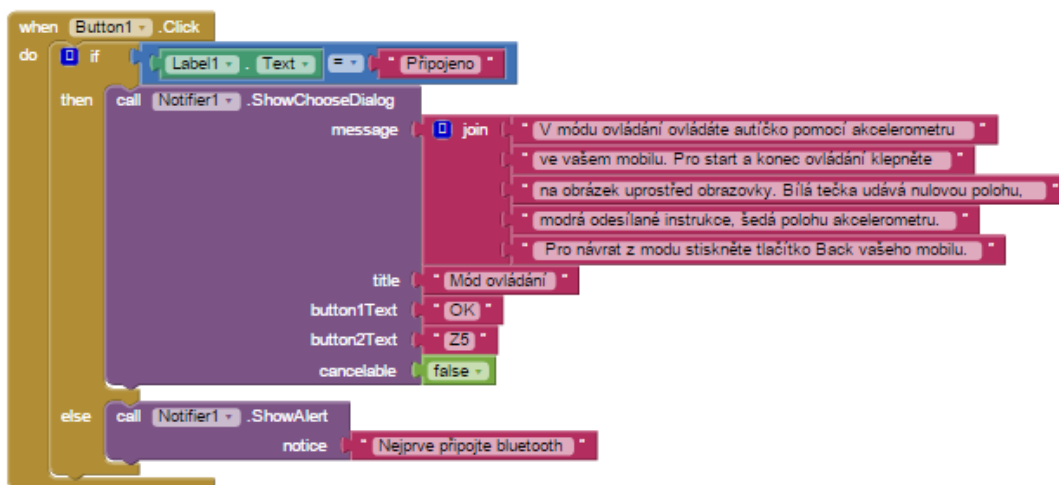 when Button1 .Click
do if Label1 . Text = " Připojeno "
then call Notifier1 .ShowChooseDialog
message join " V módu ovládání ovládáte autíčko pomocí akcelerometru "
" ve vašem mobilu. Pro start a konec ovládání klepněte "
" na obrázek uprostřed obrazovky. Bílá tečka udává nulovou polohu, "
" modrá odesílané instrukce, šedá polohu akcelerometru. "
" Pro návrat z modu stiskněte tlačítko Back vašeho mobilu. "
title " Mód ovládání "
button1Text " OK "
button2Text " Z5 "
cancelable false
else call Notifier1 .ShowAlert
notice " Nejprve připojte bluetooth "